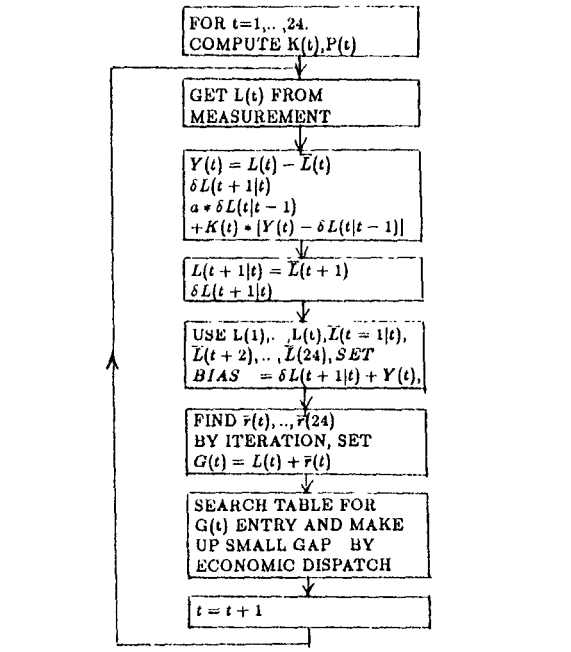 FOR t=1,..,24.
COMPUTE K(t),P(t)
GET L(t) FROM
MEASUREMENT
Y(t) = L(t) − L̄(t)
δL(t + 1|t)
a * δL(t|t − 1)
+K(t) * [Y(t) − δL(t|t − 1)]
L(t + 1|t) = L̄(t + 1)
δL(t + 1|t)
USE L(1),..,L(t),L̄(t = 1|t),
L̄(t + 2),..,L̄(24),SET
BIAS = δL(t + 1|t) + Y(t),
FIND r̄(t),..,r̄(24)
BY ITERATION, SET
G(t) = L(t) + r̄(t)
SEARCH TABLE FOR
G(t) ENTRY AND MAKE
UP SMALL GAP BY
ECONOMIC DISPATCH
t = t + 1